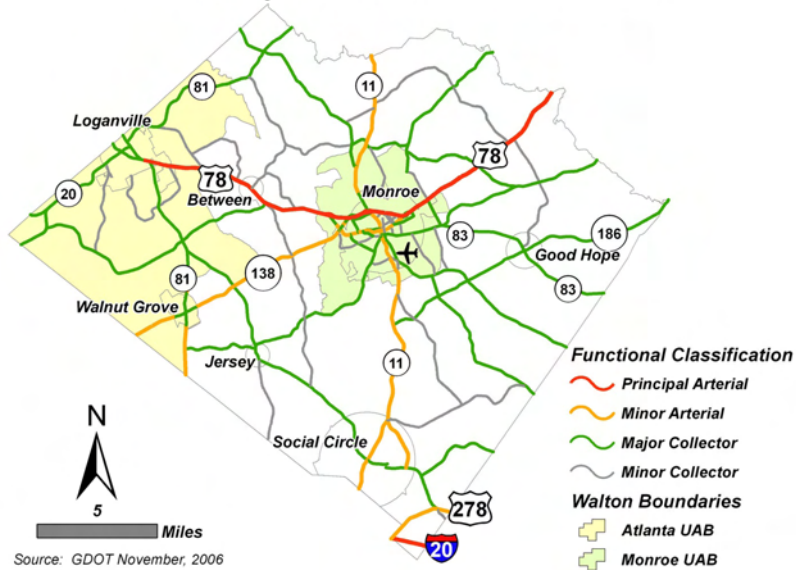 81
11
Loganville
78
78
Monroe
20
Between
83
186
Good Hope
138
81
83
Walnut Grove
Jersey
11
Social Circle
278
20
N
5
Miles
Source: GDOT November, 2006
Functional Classification
Principal Arterial
Minor Arterial
Major Collector
Minor Collector
Walton Boundaries
Atlanta UAB
Monroe UAB